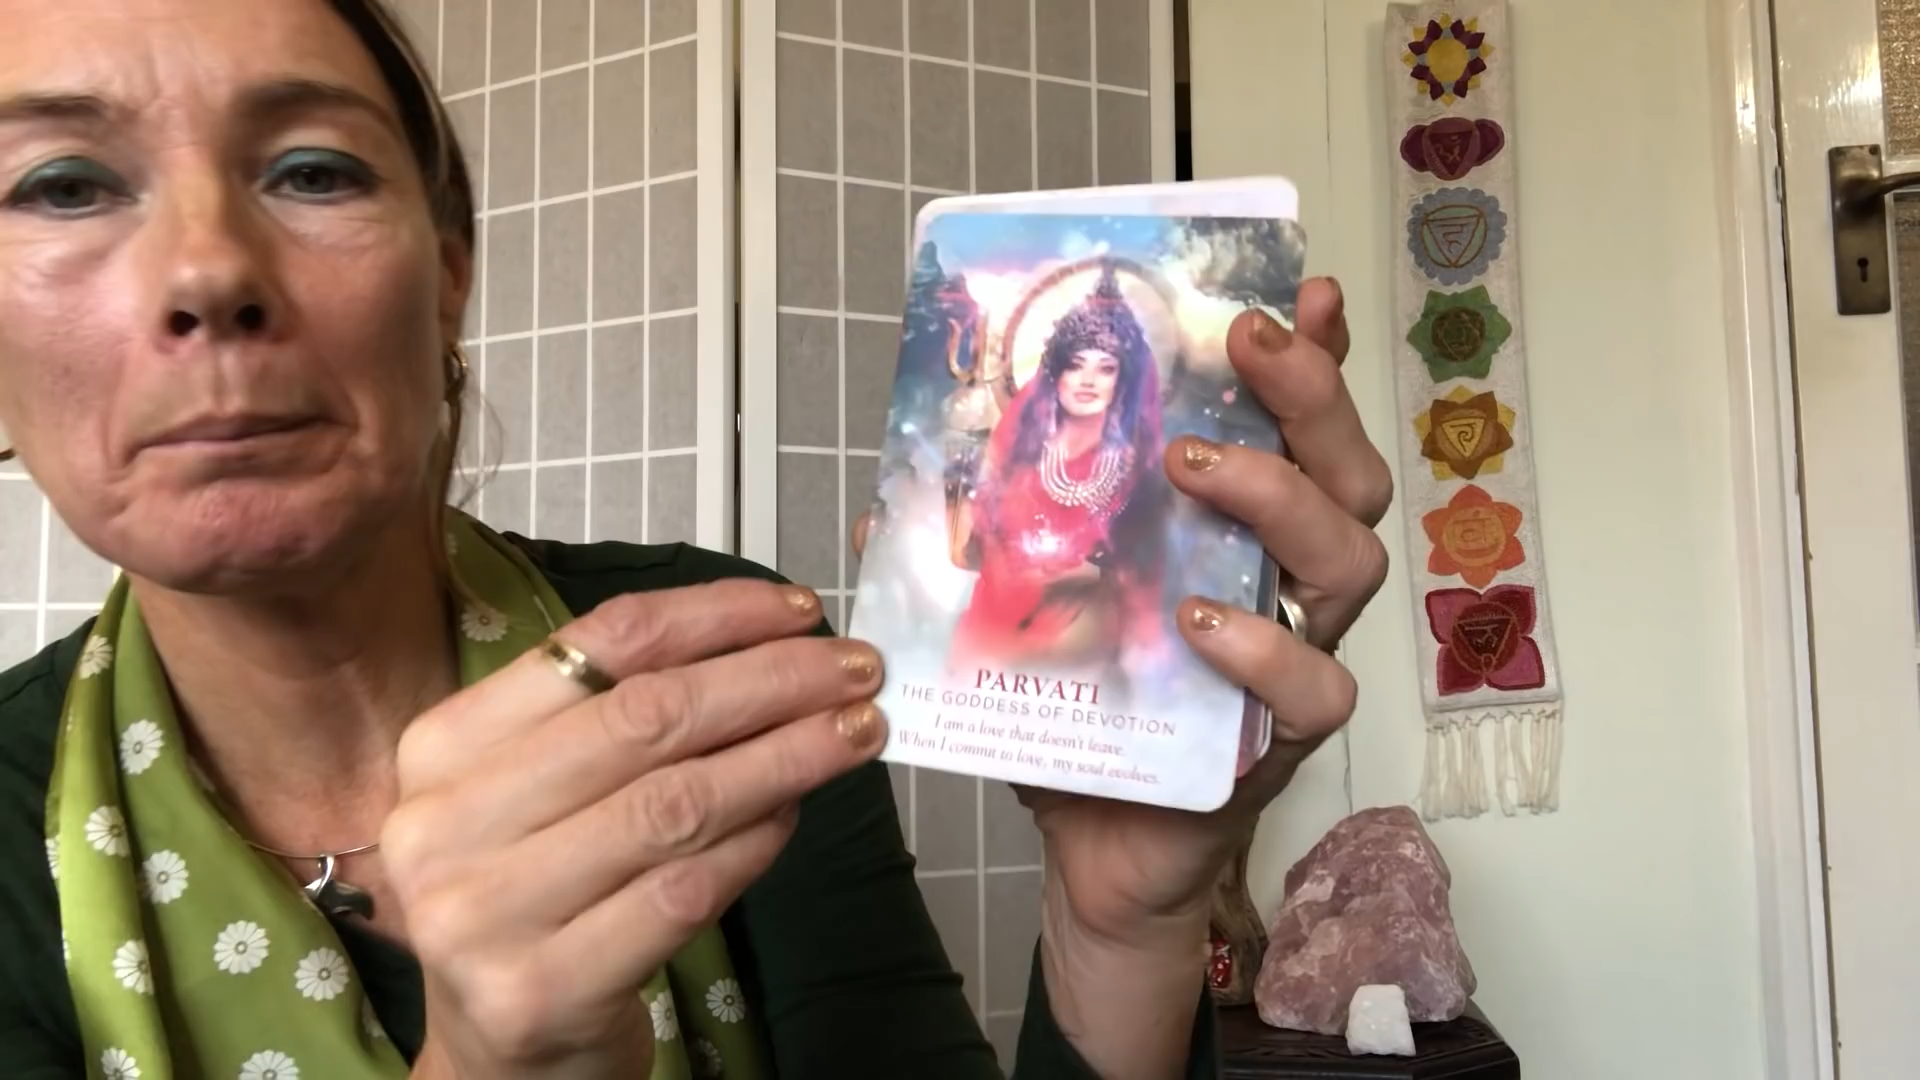 PARVATI
THE GODDESS OF DEVOTION
I am a love that doesn't leave.
When I commit to love, my soul evolves.